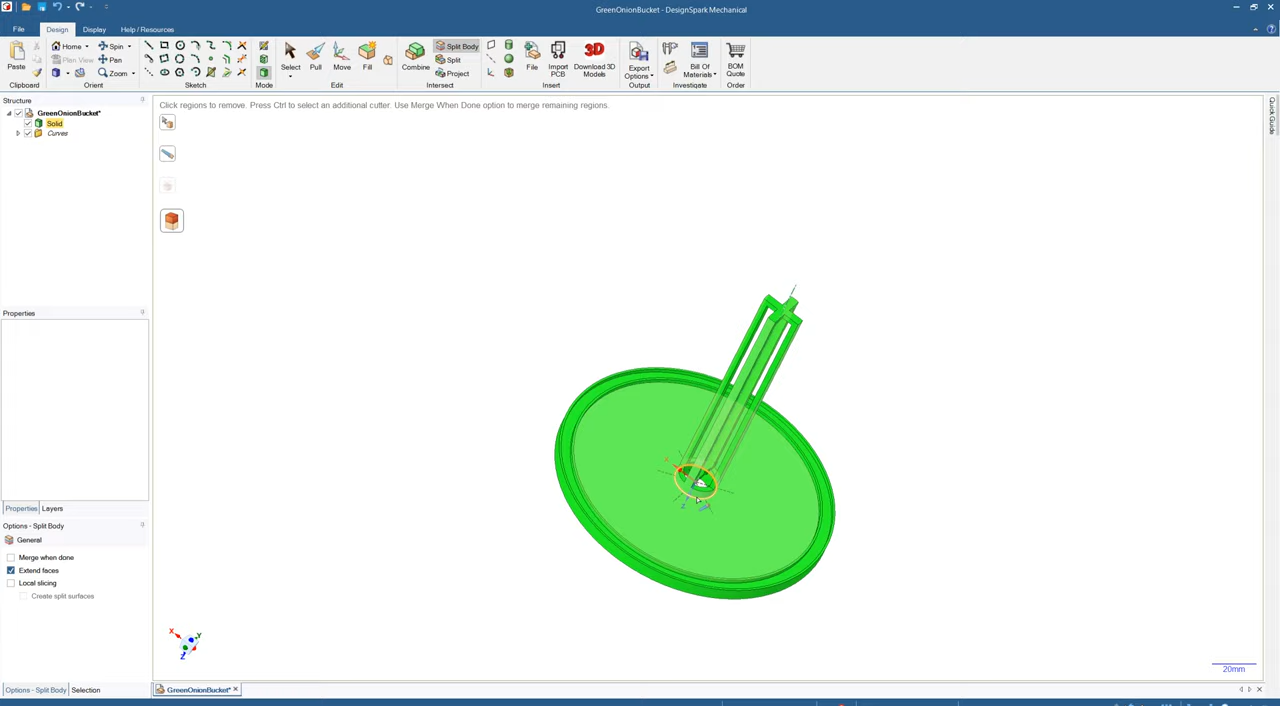 GreenOnionBucket - DesignSpark Mechanical
File Design Display Help / Resources
Paste
Clipboard
Home Spin
Plan View Pan
Zoom
Orient
Sketch
Mode
Select Pull Move Fill
Edit
Combine Split Body
Split
Project
Intersect
File Import PCB Download 3D Models
Insert
Export Options
Output
Bill Of Materials
Investigate
BOM Quote
Order
Structure
GreenOnionBucket*
Solid
Curves
Click regions to remove. Press Ctrl to select an additional cutter. Use Merge When Done option to merge remaining regions.
Quick Guide
Properties
Properties Layers
Options - Split Body
General
Merge when done
Extend faces
Local slicing
Create split surfaces
X
Y
Z
X
Z
20mm
Options - Split Body Selection
GreenOnionBucket*